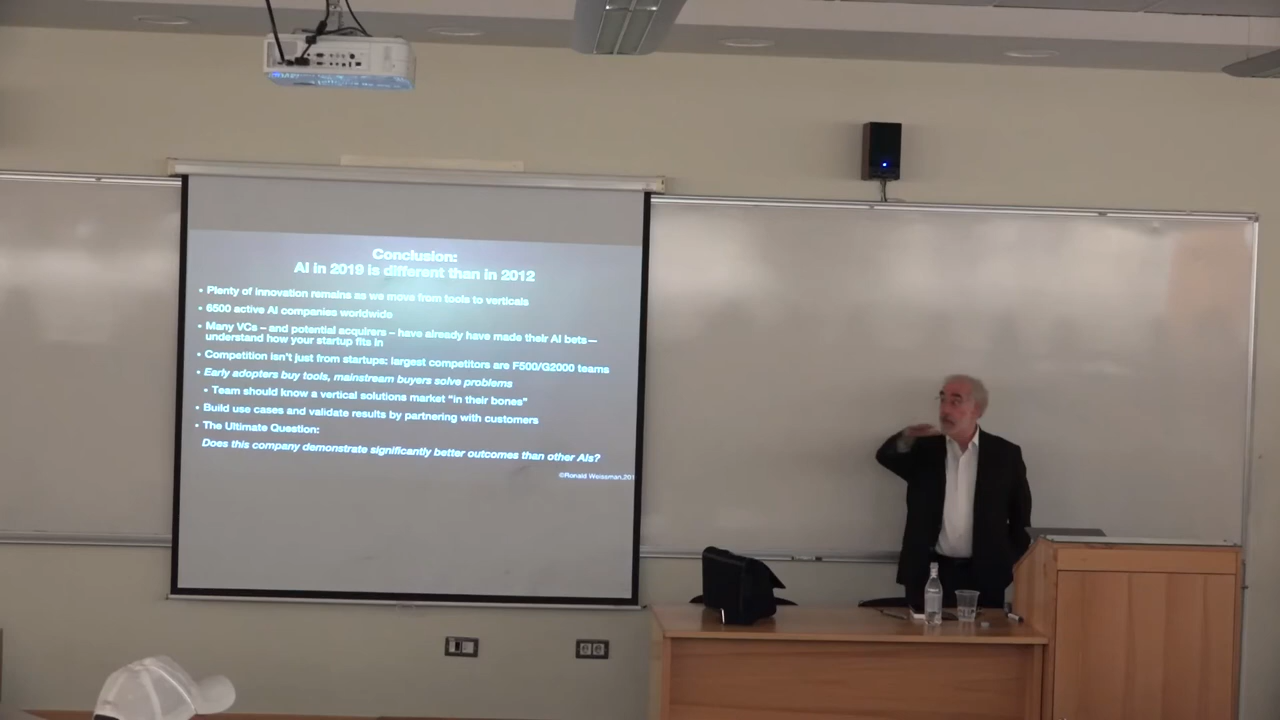 Conclusion:
AI in 2019 is different than in 2012
• Plenty of innovation remains as we move from tools to verticals
• 6500 active AI companies worldwide
• Many VCs – and potential acquirers – have already have made their AI bets—
understand how your startup fits in
• Competition isn't just from startups: largest competitors are F500/G2000 teams
• Early adopters buy tools, mainstream buyers solve problems
• Team should know a vertical solutions market "in their bones"
• Build use cases and validate results by partnering with customers
• The Ultimate Question:
Does this company demonstrate significantly better outcomes than other AIs?
©Ronald Weissman,201